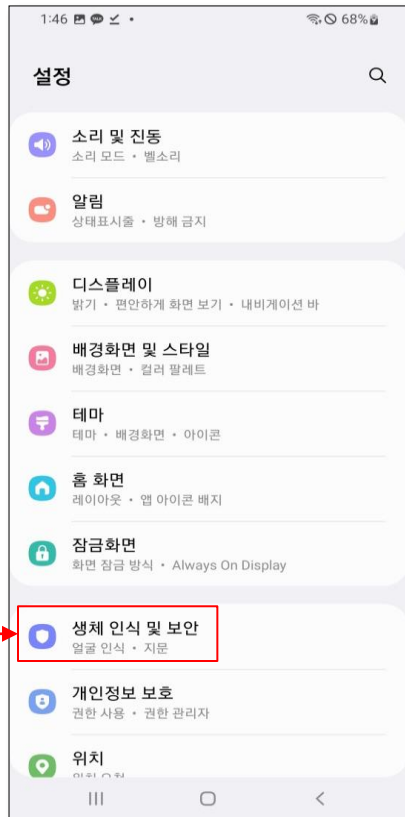 1:46 68%
설정
소리 및 진동
소리 모드 • 벨소리
알림
상태표시줄 • 방해 금지
디스플레이
밝기 • 편안하게 화면 보기 • 내비게이션 바
배경화면 및 스타일
배경화면 • 컬러 팔레트
테마
테마 • 배경화면 • 아이콘
홈 화면
레이아웃 • 앱 아이콘 배지
잠금화면
화면 잠금 방식 • Always On Display
생체 인식 및 보안
얼굴 인식 • 지문
개인정보 보호
권한 사용 • 권한 관리자
위치